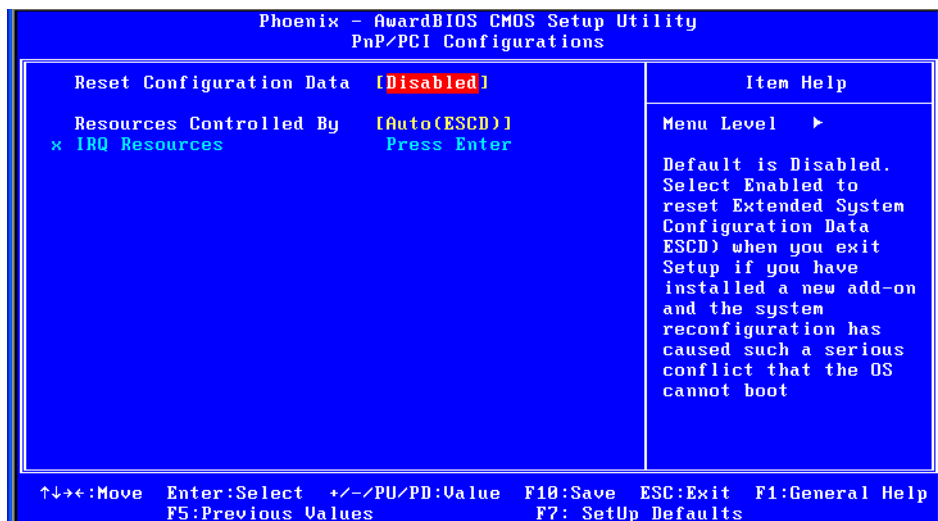 Phoenix - AwardBIOS CMOS Setup Utility
PnP/PCI Configurations
Reset Configuration Data [Disabled]
Resources Controlled By [Auto(ESCD)]
x IRQ Resources Press Enter
Item Help
Menu Level ►
Default is Disabled.
Select Enabled to
reset Extended System
Configuration Data
ESCD) when you exit
Setup if you have
installed a new add-on
and the system
reconfiguration has
caused such a serious
conflict that the OS
cannot boot
↑↓→←:Move Enter:Select +/-/PU/PD:Value F10:Save ESC:Exit F1:General Help
F5:Previous Values F7: SetUp Defaults